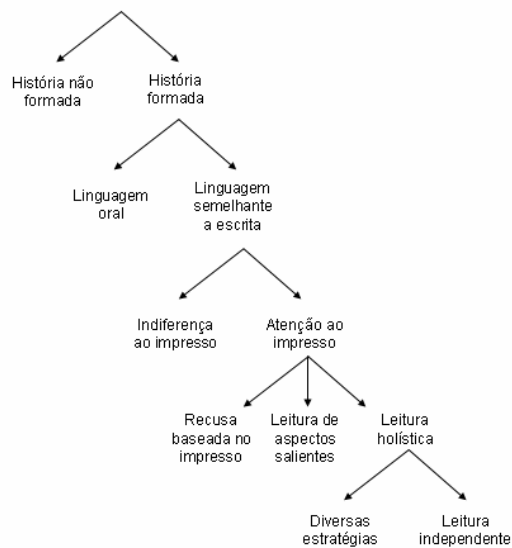 História não
formada
História
formada
Linguagem
oral
Linguagem
semelhante
a escrita
Indiferença
ao impresso
Atenção ao
impresso
Recusa
baseada no
impresso
Leitura de
aspectos
salientes
Leitura
holística
Diversas
estratégias
Leitura
independente